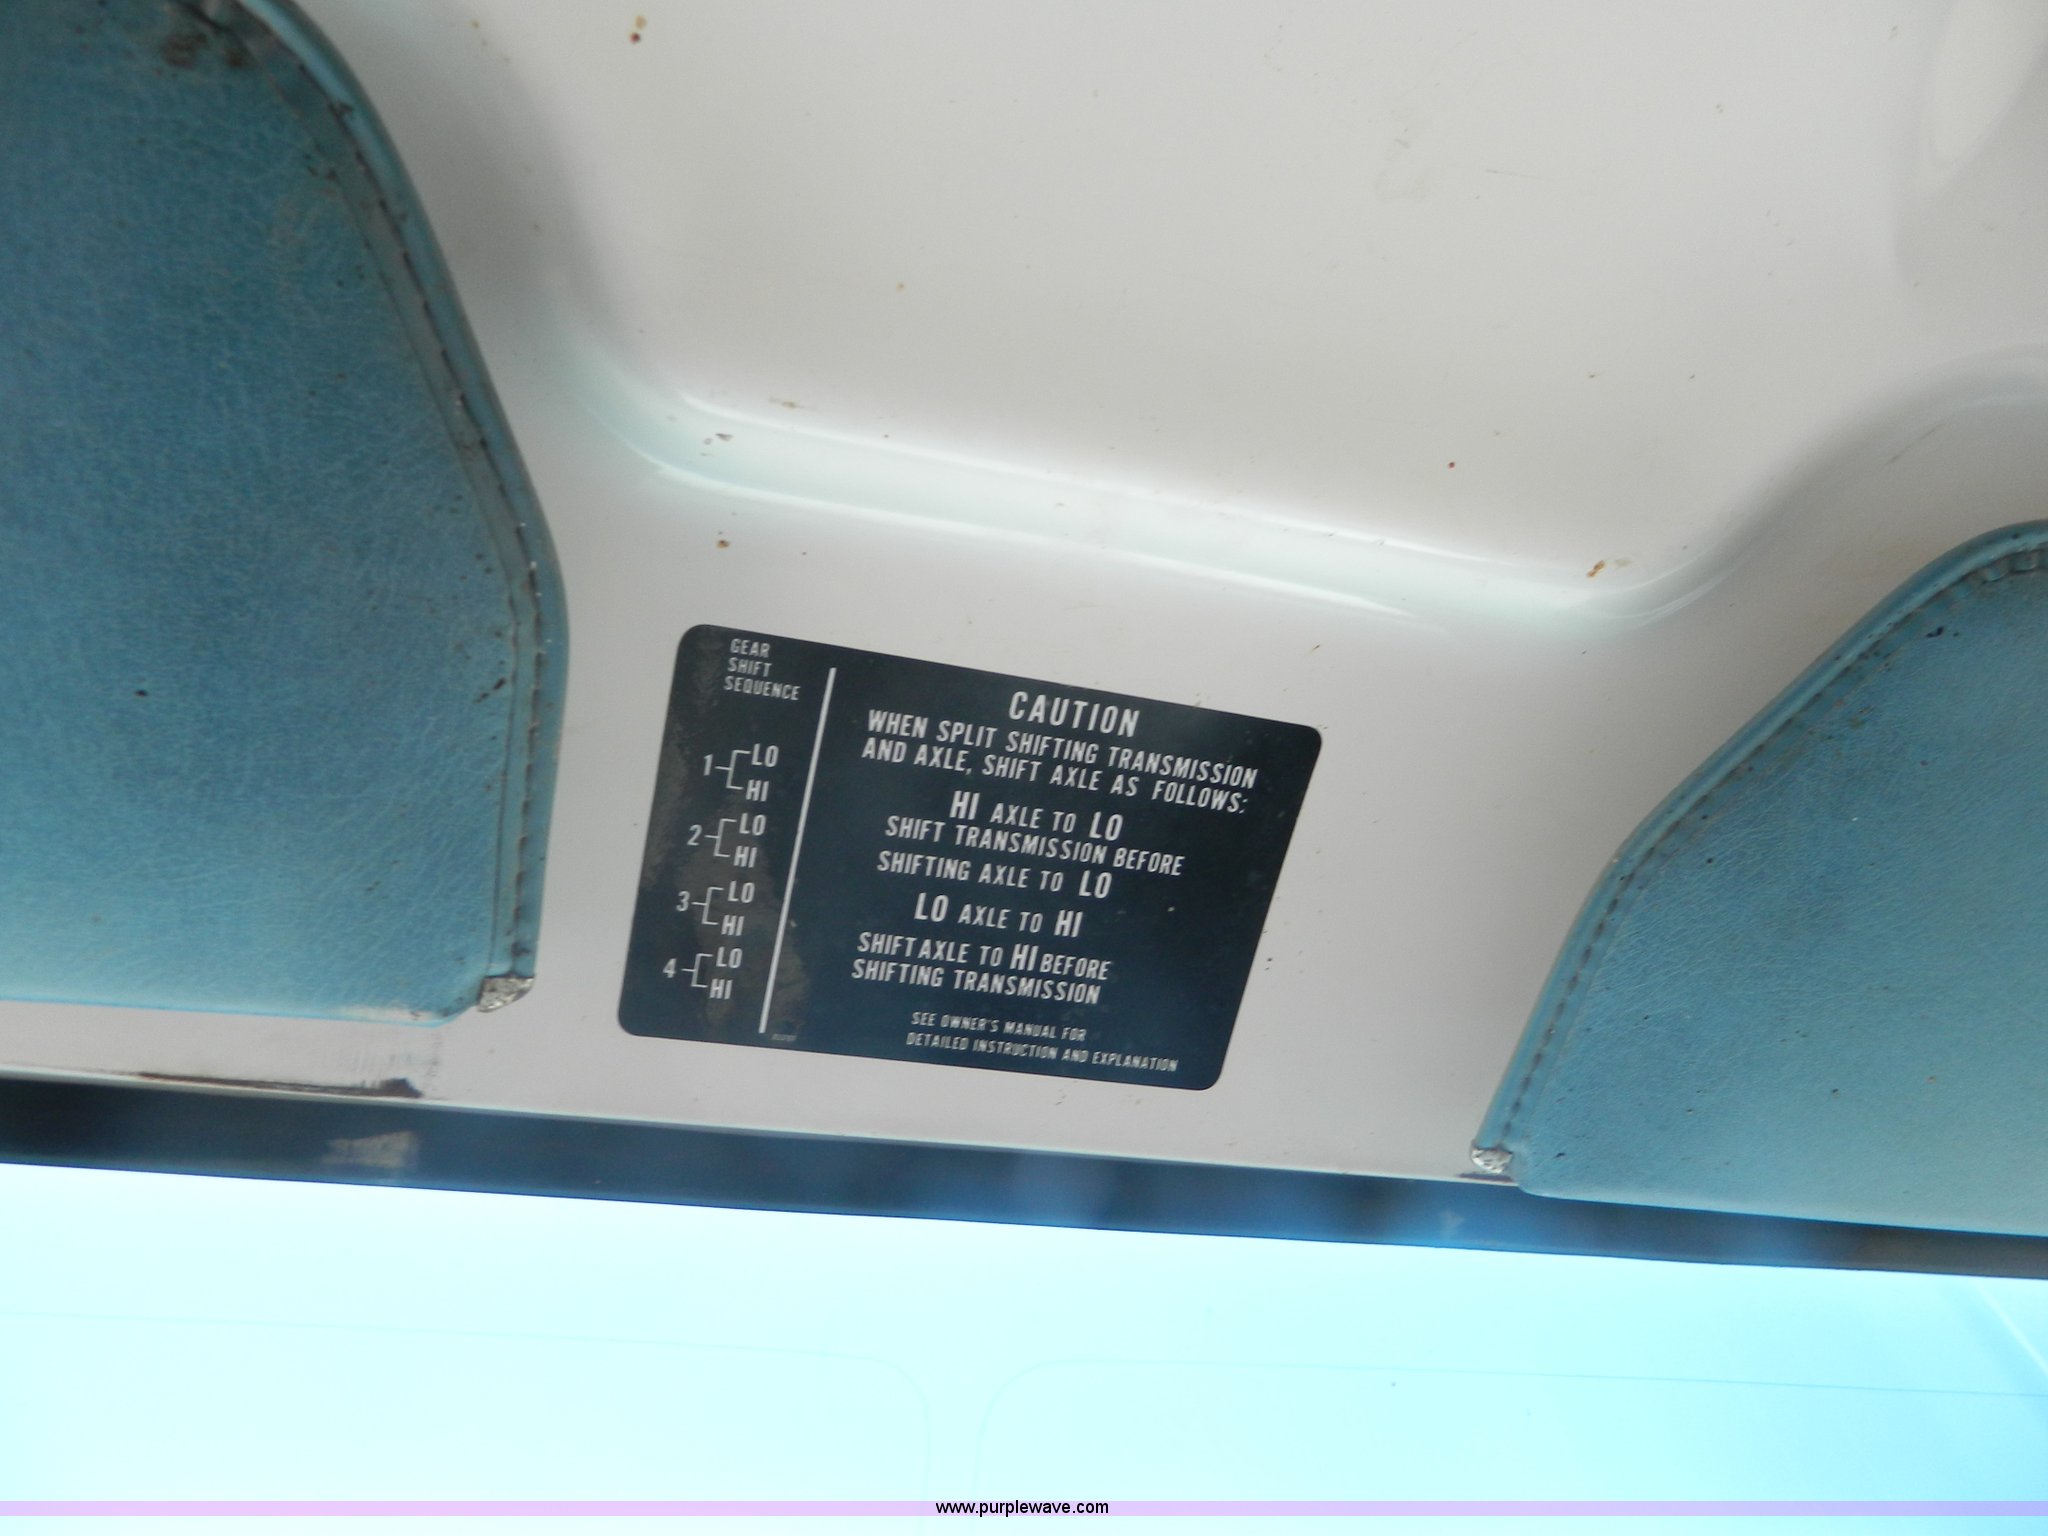 GEAR
SHIFT
SEQUENCE
1 LO
HI
2 LO
HI
3 LO
HI
4 LO
HI
CAUTION
WHEN SPLIT SHIFTING TRANSMISSION
AND AXLE, SHIFT AXLE AS FOLLOWS:
HI AXLE TO LO
SHIFT TRANSMISSION BEFORE
SHIFTING AXLE TO LO
LO AXLE TO HI
SHIFT AXLE TO HI BEFORE
SHIFTING TRANSMISSION
SEE OWNER'S MANUAL FOR
DETAILED INSTRUCTION AND EXPLANATION
www.purplewave.com